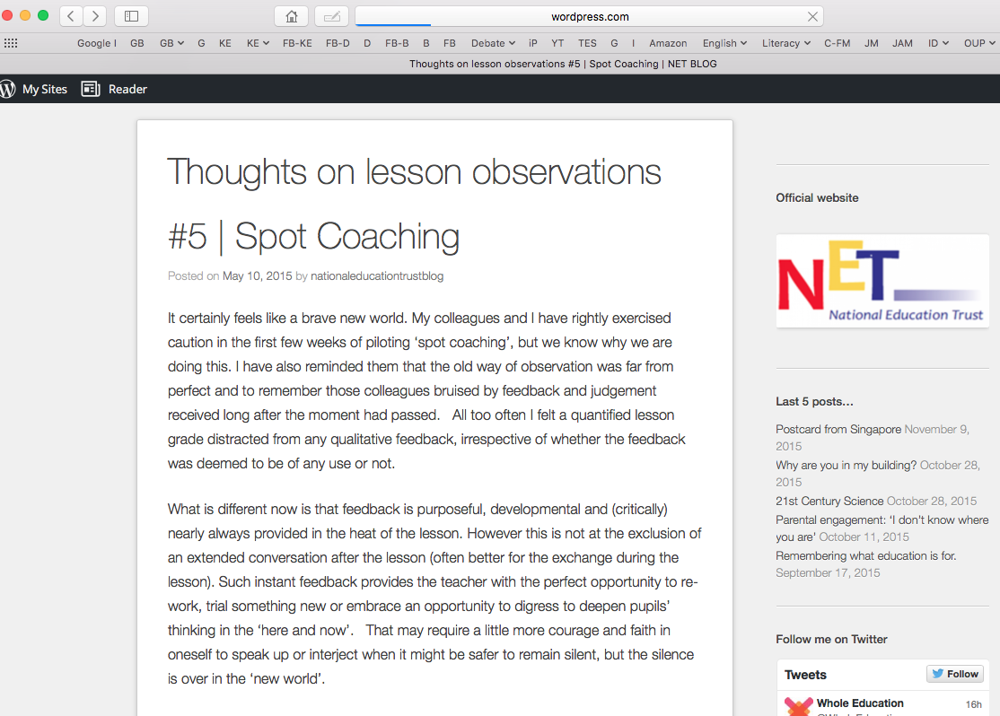 wordpress.com
Google I GB GB G KE KE FB-KE FB-D D FB-B B FB Debate iP YT TES G I Amazon English Literacy C-FM JM JAM ID OUP
Thoughts on lesson observations #5 | Spot Coaching | NET BLOG
My Sites Reader
Thoughts on lesson observations
#5 | Spot Coaching
Posted on May 10, 2015 by nationaleducationtrustblog
It certainly feels like a brave new world. My colleagues and I have rightly exercised
caution in the first few weeks of piloting ‘spot coaching’, but we know why we are
doing this. I have also reminded them that the old way of observation was far from
perfect and to remember those colleagues bruised by feedback and judgement
received long after the moment had passed.   All too often I felt a quantified lesson
grade distracted from any qualitative feedback, irrespective of whether the feedback
was deemed to be of any use or not.
What is different now is that feedback is purposeful, developmental and (critically)
nearly always provided in the heat of the lesson. However this is not at the exclusion of
an extended conversation after the lesson (often better for the exchange during the
lesson). Such instant feedback provides the teacher with the perfect opportunity to re-
work, trial something new or embrace an opportunity to digress to deepen pupils’
thinking in the ‘here and now’.   That may require a little more courage and faith in
oneself to speak up or interject when it might be safer to remain silent, but the silence
is over in the ‘new world’.
Official website
NET
National Education Trust
Last 5 posts…
Postcard from Singapore November 9,
2015
Why are you in my building? October 28,
2015
21st Century Science October 28, 2015
Parental engagement: ‘I don’t know where
you are’ October 11, 2015
Remembering what education is for.
September 17, 2015
Follow me on Twitter
Tweets Follow
Whole Education 16h